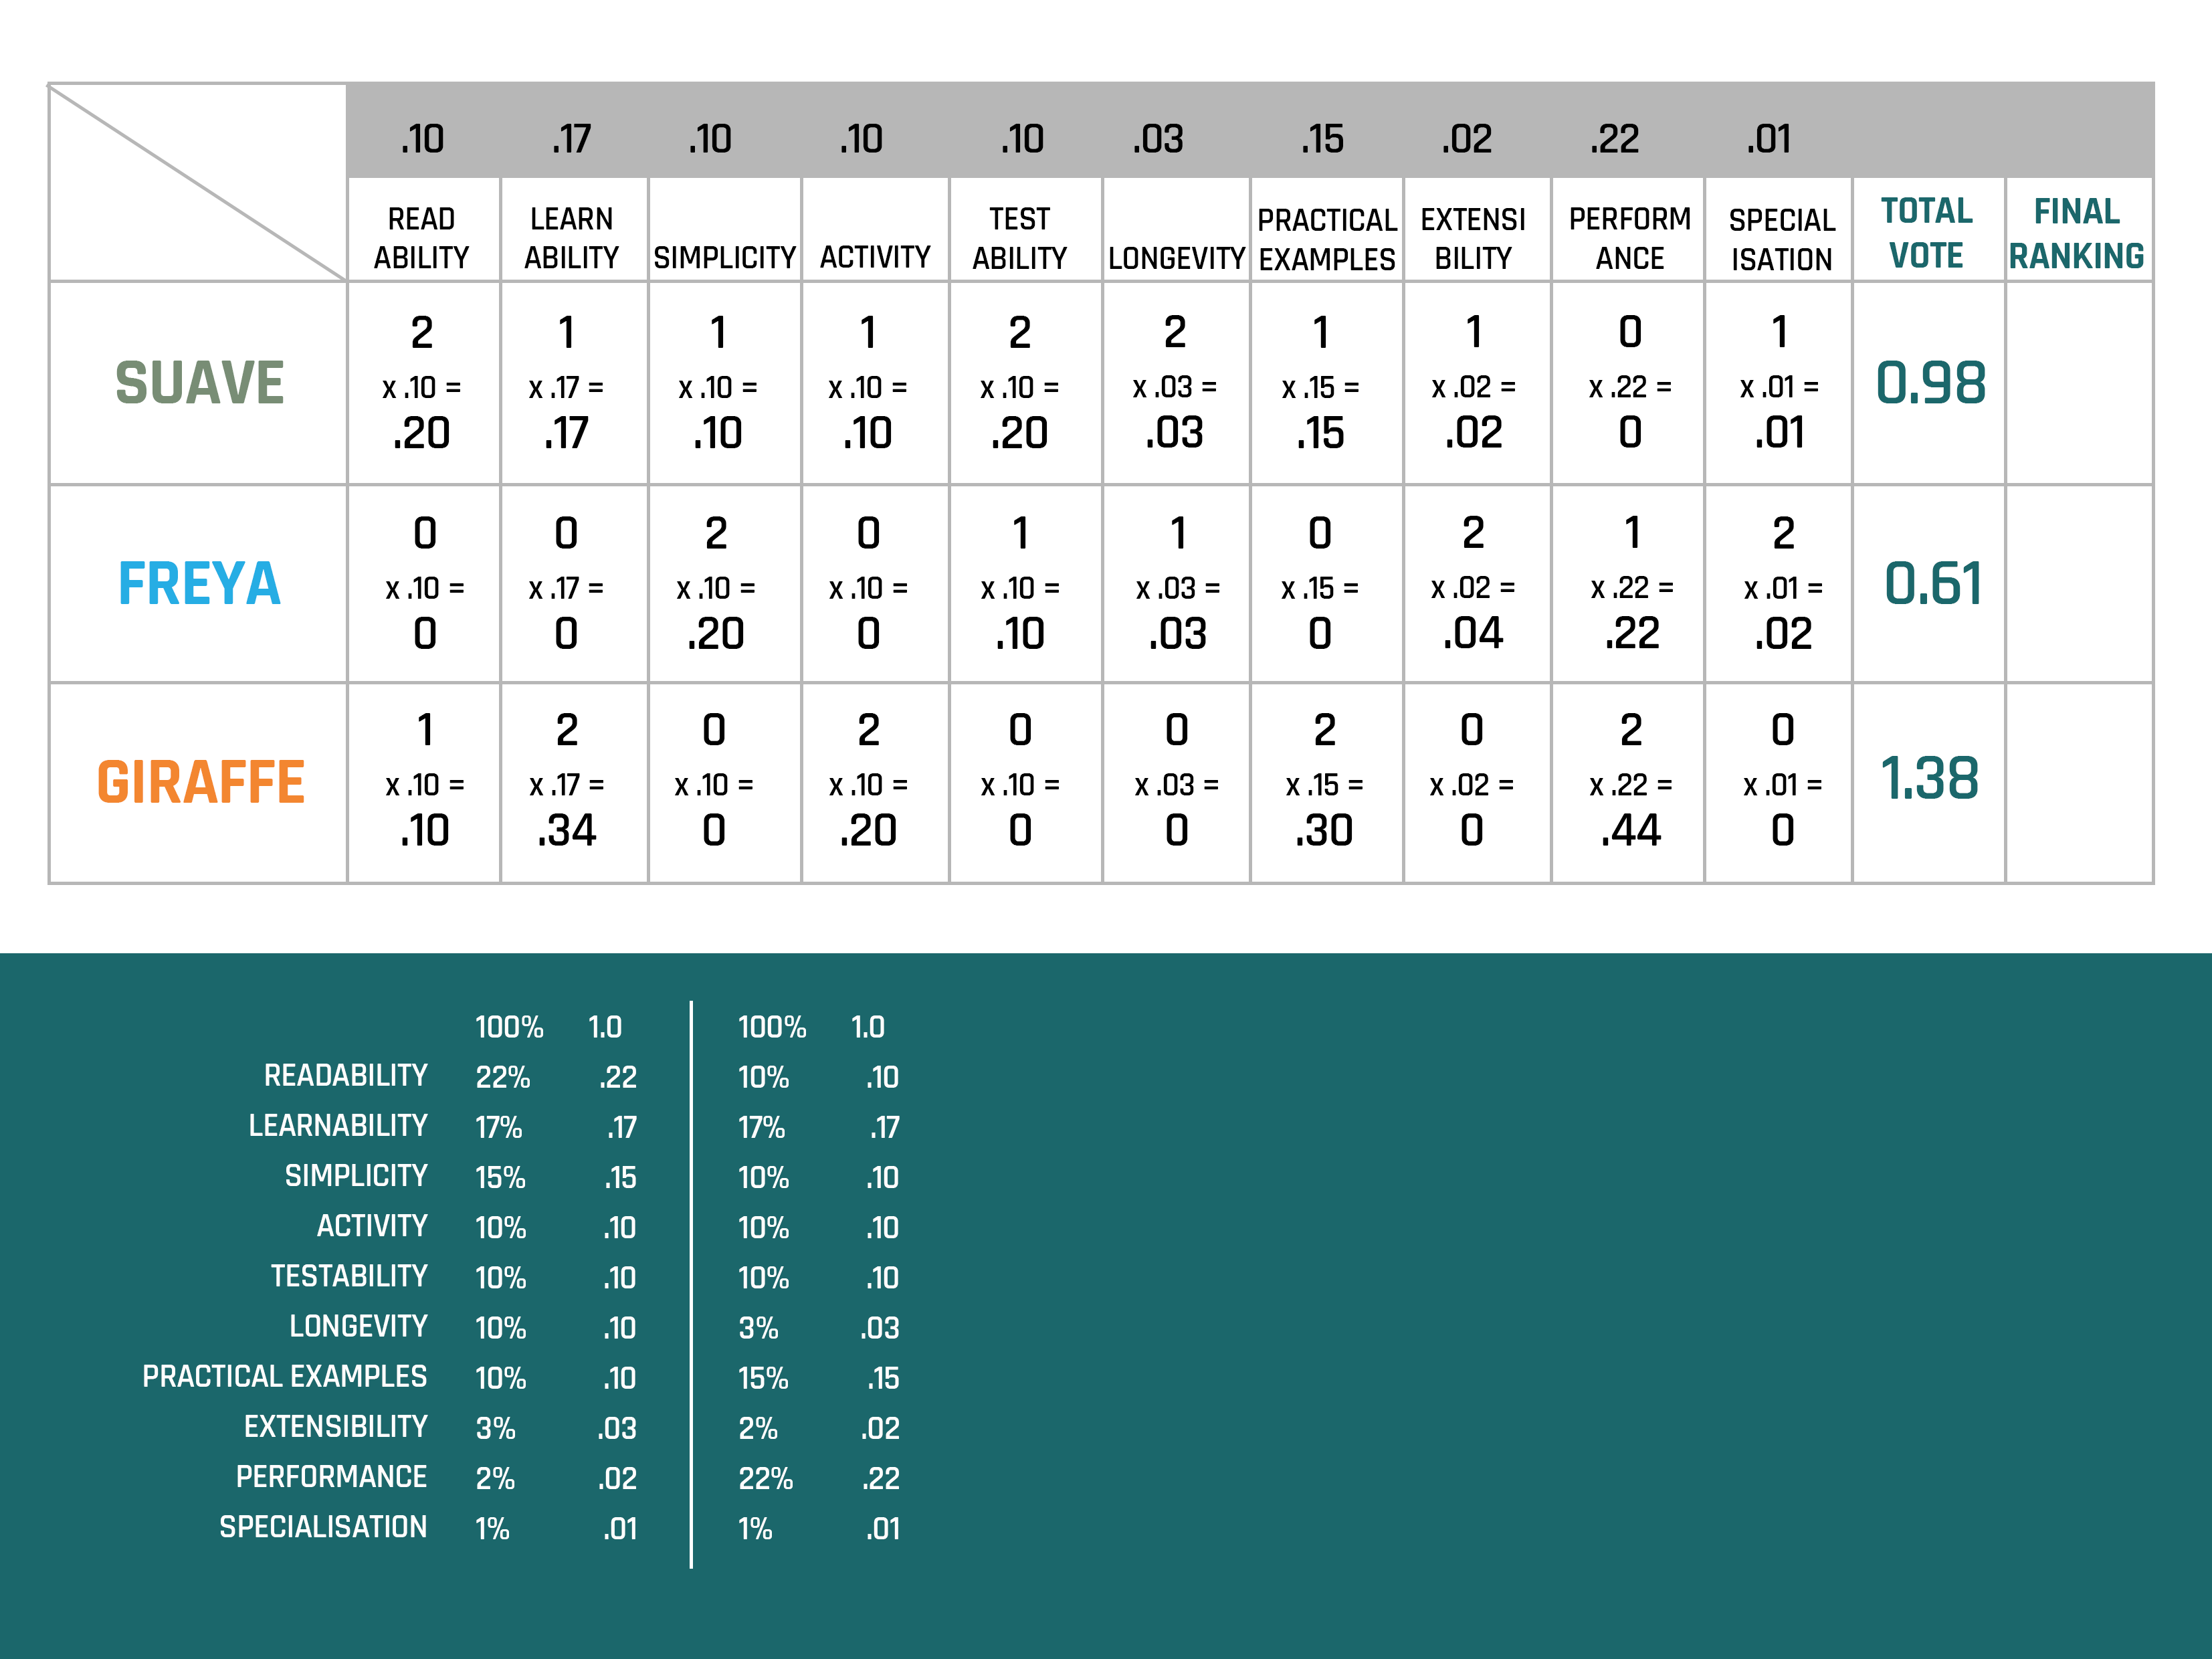 .10 .17 .10 .10 .10 .03 .15 .02 .22 .01
READ ABILITY LEARN ABILITY SIMPLICITY ACTIVITY TEST ABILITY LONGEVITY PRACTICAL EXAMPLES EXTENSI BILITY PERFORM ANCE SPECIAL ISATION TOTAL VOTE FINAL RANKING
SUAVE
2 1 1 1 2 2 1 1 0 1
x .10 = x .17 = x .10 = x .10 = x .10 = x .03 = x .15 = x .02 = x .22 = x .01 =
.20 .17 .10 .10 .20 .03 .15 .02 0 .01
0.98
FREYA
0 0 2 0 1 1 0 2 1 2
x .10 = x .17 = x .10 = x .10 = x .10 = x .03 = x .15 = x .02 = x .22 = x .01 =
0 0 .20 0 .10 .03 0 .04 .22 .02
0.61
GIRAFFE
1 2 0 2 0 0 2 0 2 0
x .10 = x .17 = x .10 = x .10 = x .10 = x .03 = x .15 = x .02 = x .22 = x .01 =
.10 .34 0 .20 0 0 .30 0 .44 0
1.38
100% 1.0 100% 1.0
READABILITY 22% .22 10% .10
LEARNABILITY 17% .17 17% .17
SIMPLICITY 15% .15 10% .10
ACTIVITY 10% .10 10% .10
TESTABILITY 10% .10 10% .10
LONGEVITY 10% .10 3% .03
PRACTICAL EXAMPLES 10% .10 15% .15
EXTENSIBILITY 3% .03 2% .02
PERFORMANCE 2% .02 22% .22
SPECIALISATION 1% .01 1% .01